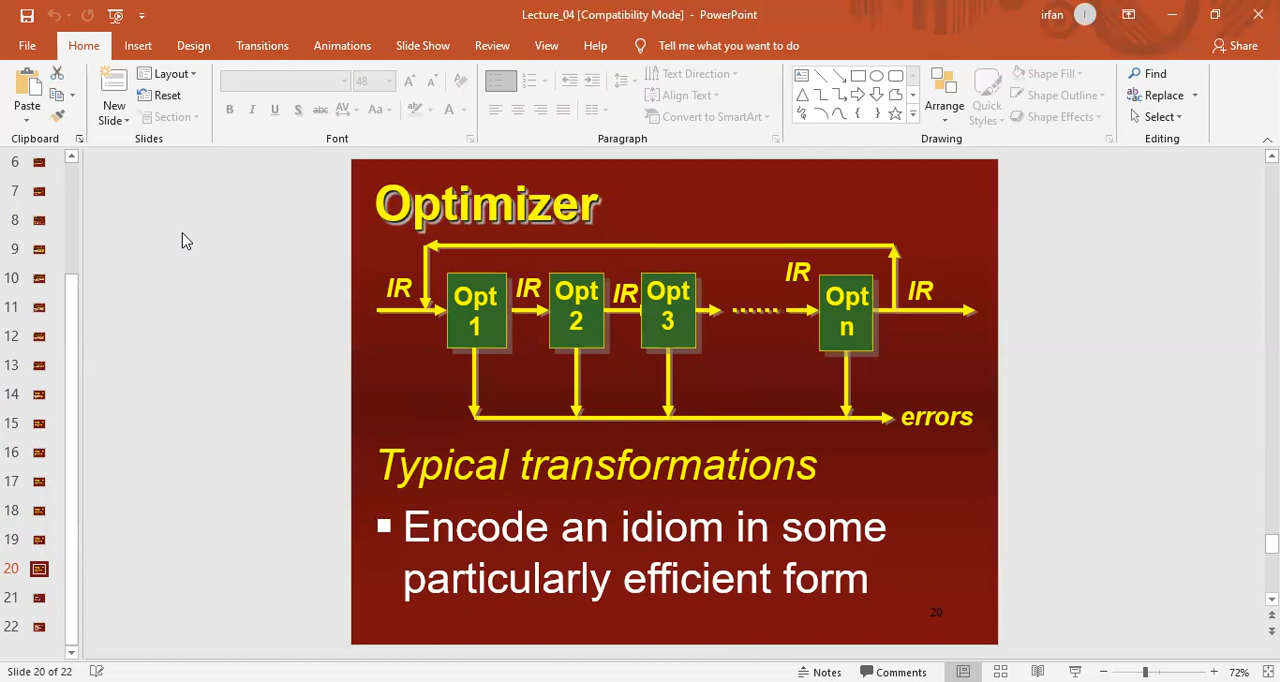 Lecture_04 [Compatibility Mode] - PowerPoint
irfan
I
File Home Insert Design Transitions Animations Slide Show Review View Help Tell me what you want to do
Share
Paste
Clipboard
New
Slide
Layout
Reset
Section
Slides
48
B I U S abc AV Aa A
Font
Text Direction
Align Text
Convert to SmartArt
Paragraph
Arrange
Quick
Styles
Shape Fill
Shape Outline
Shape Effects
Drawing
Find
Replace
Select
Editing
6
7
8
9
10
11
12
13
14
15
16
17
18
19
20
21
22
Optimizer
IR Opt 1 IR Opt 2 IR Opt 3 IR Opt n IR
errors
Typical transformations
Encode an idiom in some
particularly efficient form
20
Slide 20 of 22
Notes
Comments
72%